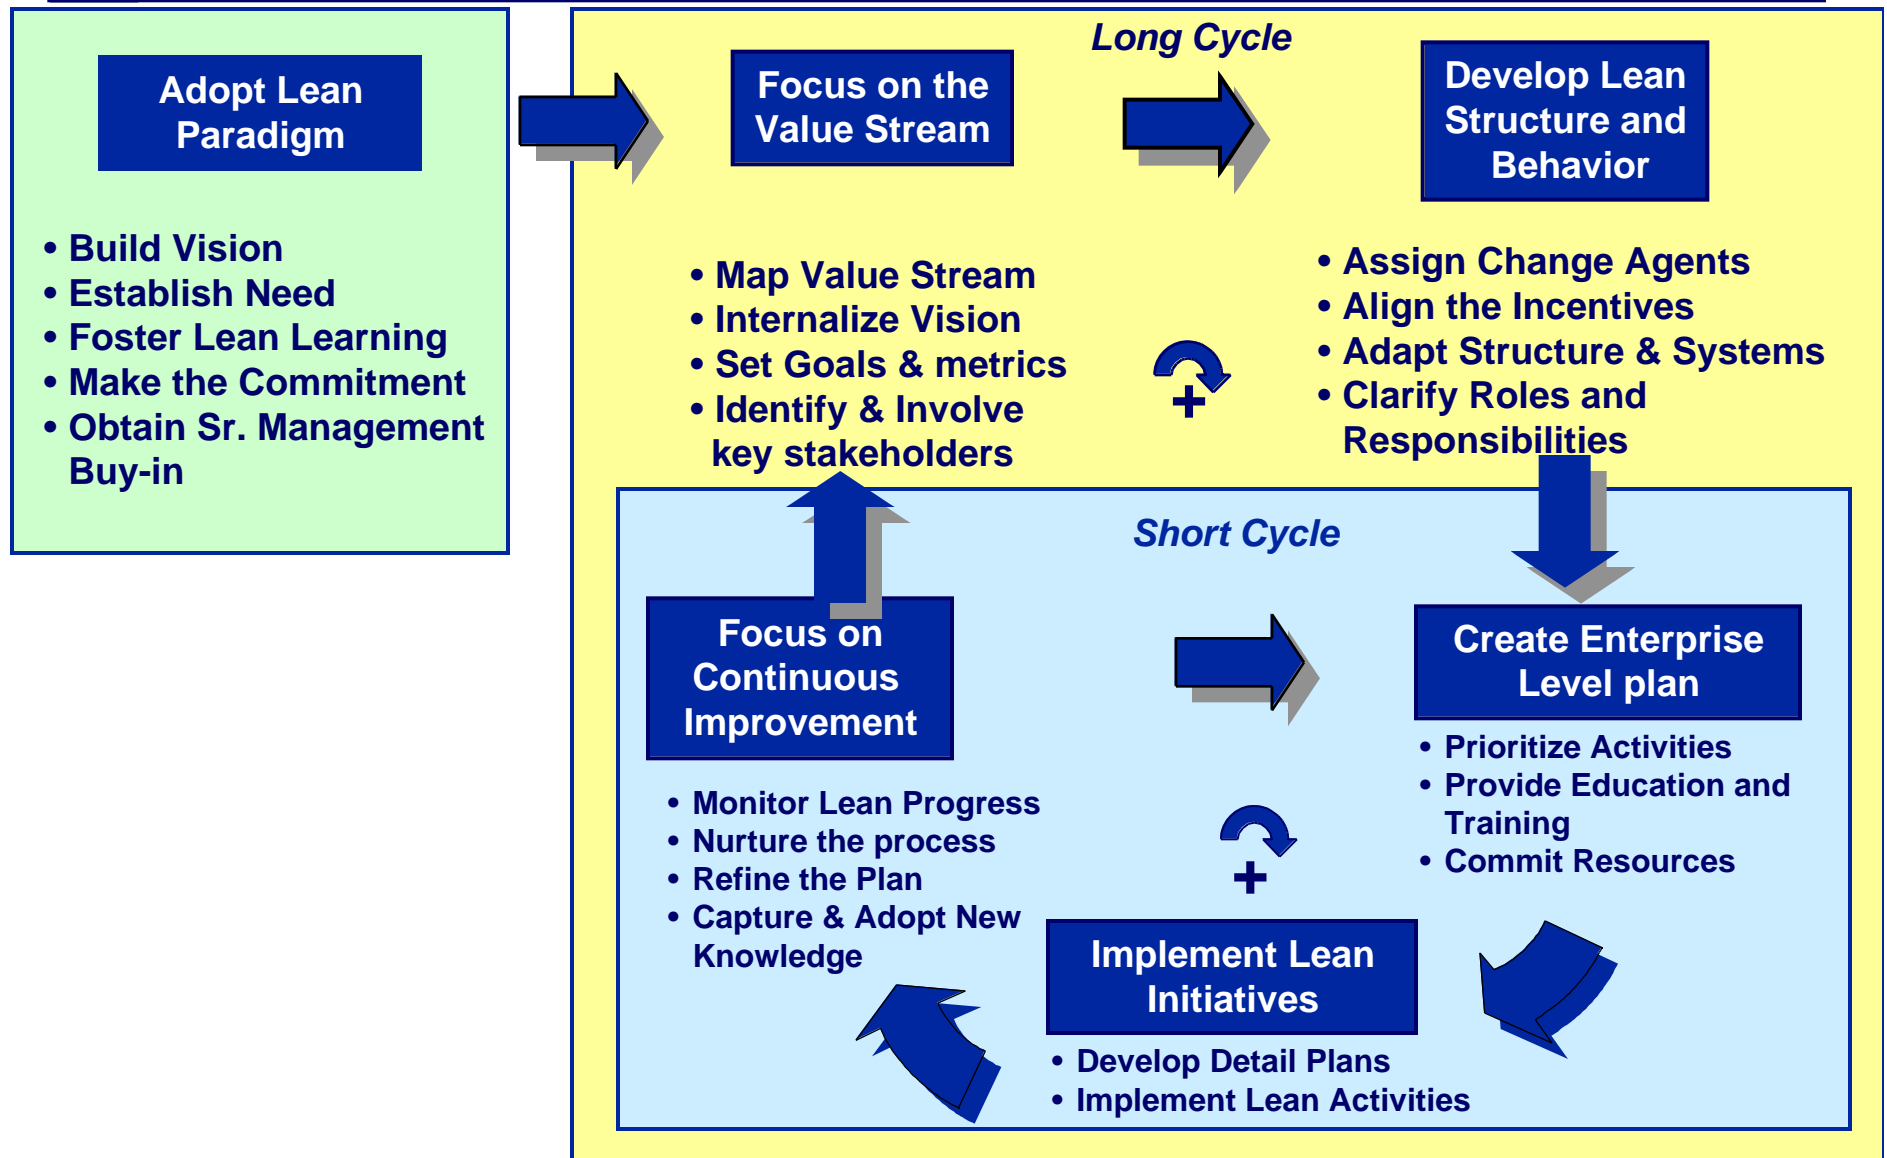 Adopt Lean
Paradigm
• Build Vision
• Establish Need
• Foster Lean Learning
• Make the Commitment
• Obtain Sr. Management
Buy-in
Long Cycle
Focus on the
Value Stream
• Map Value Stream
• Internalize Vision
• Set Goals & metrics
• Identify & Involve
key stakeholders
+
Develop Lean
Structure and
Behavior
• Assign Change Agents
• Align the Incentives
• Adapt Structure & Systems
• Clarify Roles and
Responsibilities
Short Cycle
Focus on
Continuous
Improvement
• Monitor Lean Progress
• Nurture the process
• Refine the Plan
• Capture & Adopt New
Knowledge
+
Create Enterprise
Level plan
• Prioritize Activities
• Provide Education and
Training
• Commit Resources
Implement Lean
Initiatives
• Develop Detail Plans
• Implement Lean Activities